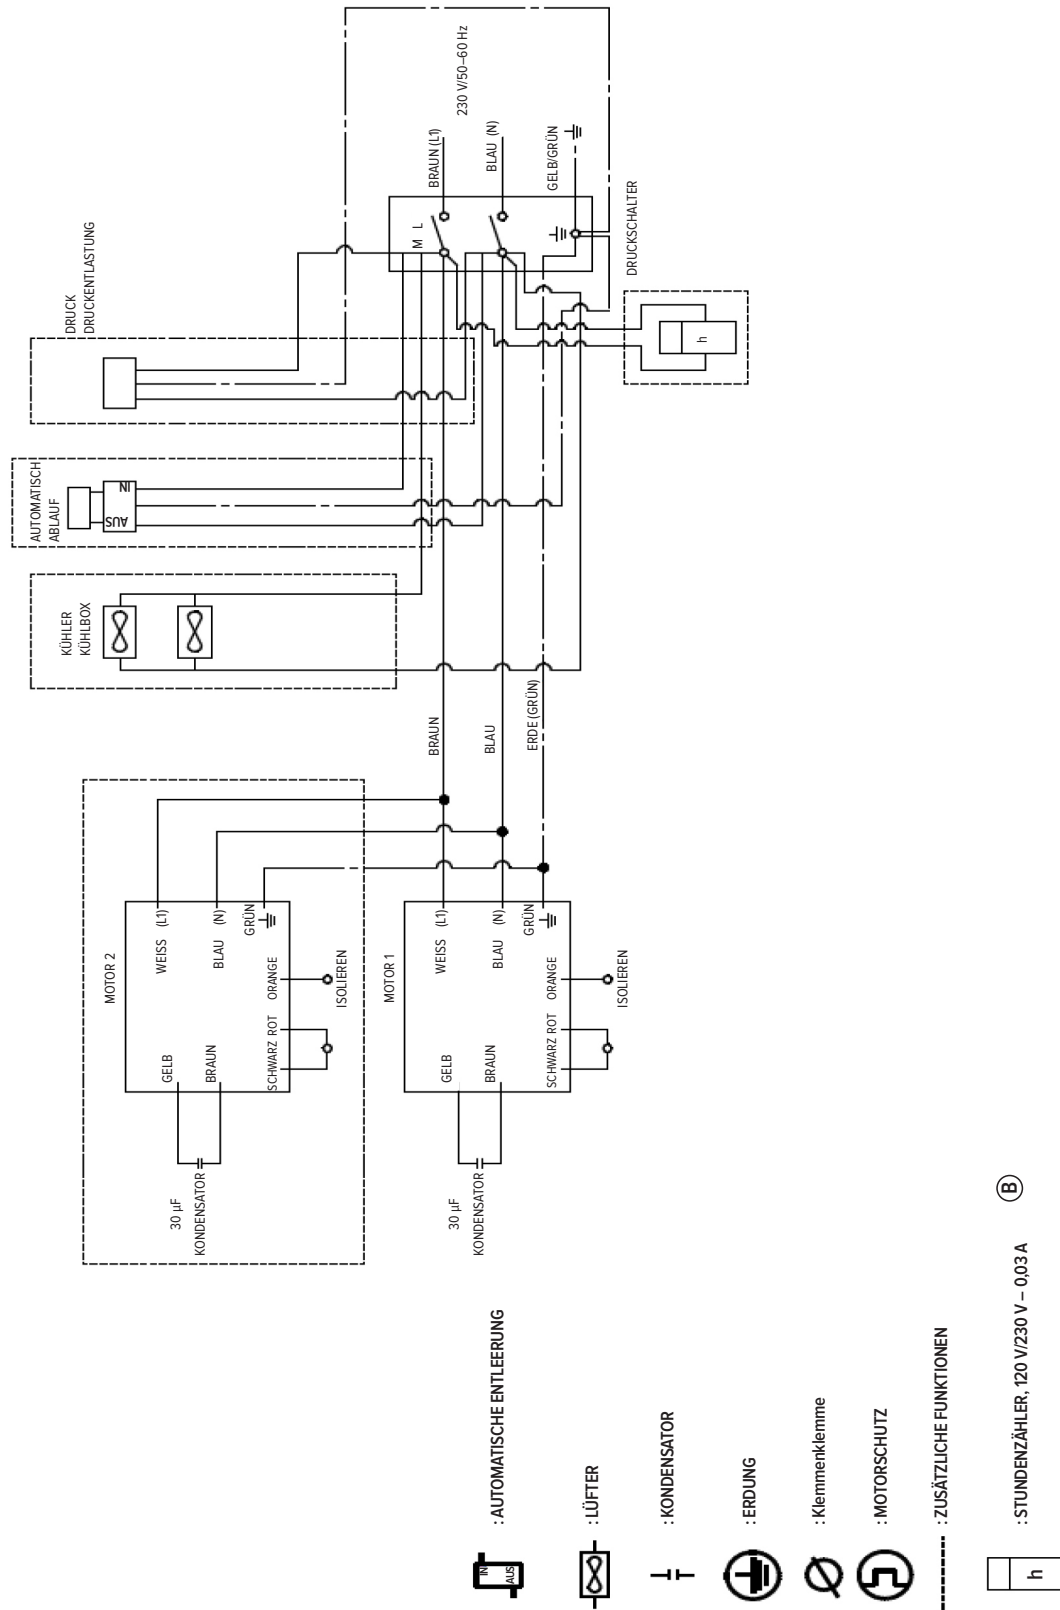 230 V/50–60 Hz
BRAUN (L1)
BLAU (N)
GELB/GRÜN
M L
DRUCKSCHALTER
h
DRUCK
DRUCKENTLASTUNG
AUTOMATISCH
ABLAUF
IN
AUS
KÜHLER
KÜHLBOX
BRAUN
BLAU
ERDE (GRÜN)
MOTOR 2
WEISS (L1)
BLAU (N)
GRÜN
ORANGE
ISOLIEREN
GELB
BRAUN
SCHWARZ ROT
30 µF
KONDENSATOR
MOTOR 1
WEISS (L1)
BLAU (N)
GRÜN
ORANGE
ISOLIEREN
GELB
BRAUN
SCHWARZ ROT
30 µF
KONDENSATOR
IN
AUS
: AUTOMATISCHE ENTLEERUNG
: LÜFTER
: KONDENSATOR
: ERDUNG
: Klemmenklemme
: MOTORSCHUTZ
: ZUSÄTZLICHE FUNKTIONEN
h
: STUNDENZÄHLER, 120 V/230 V – 0,03 A
B